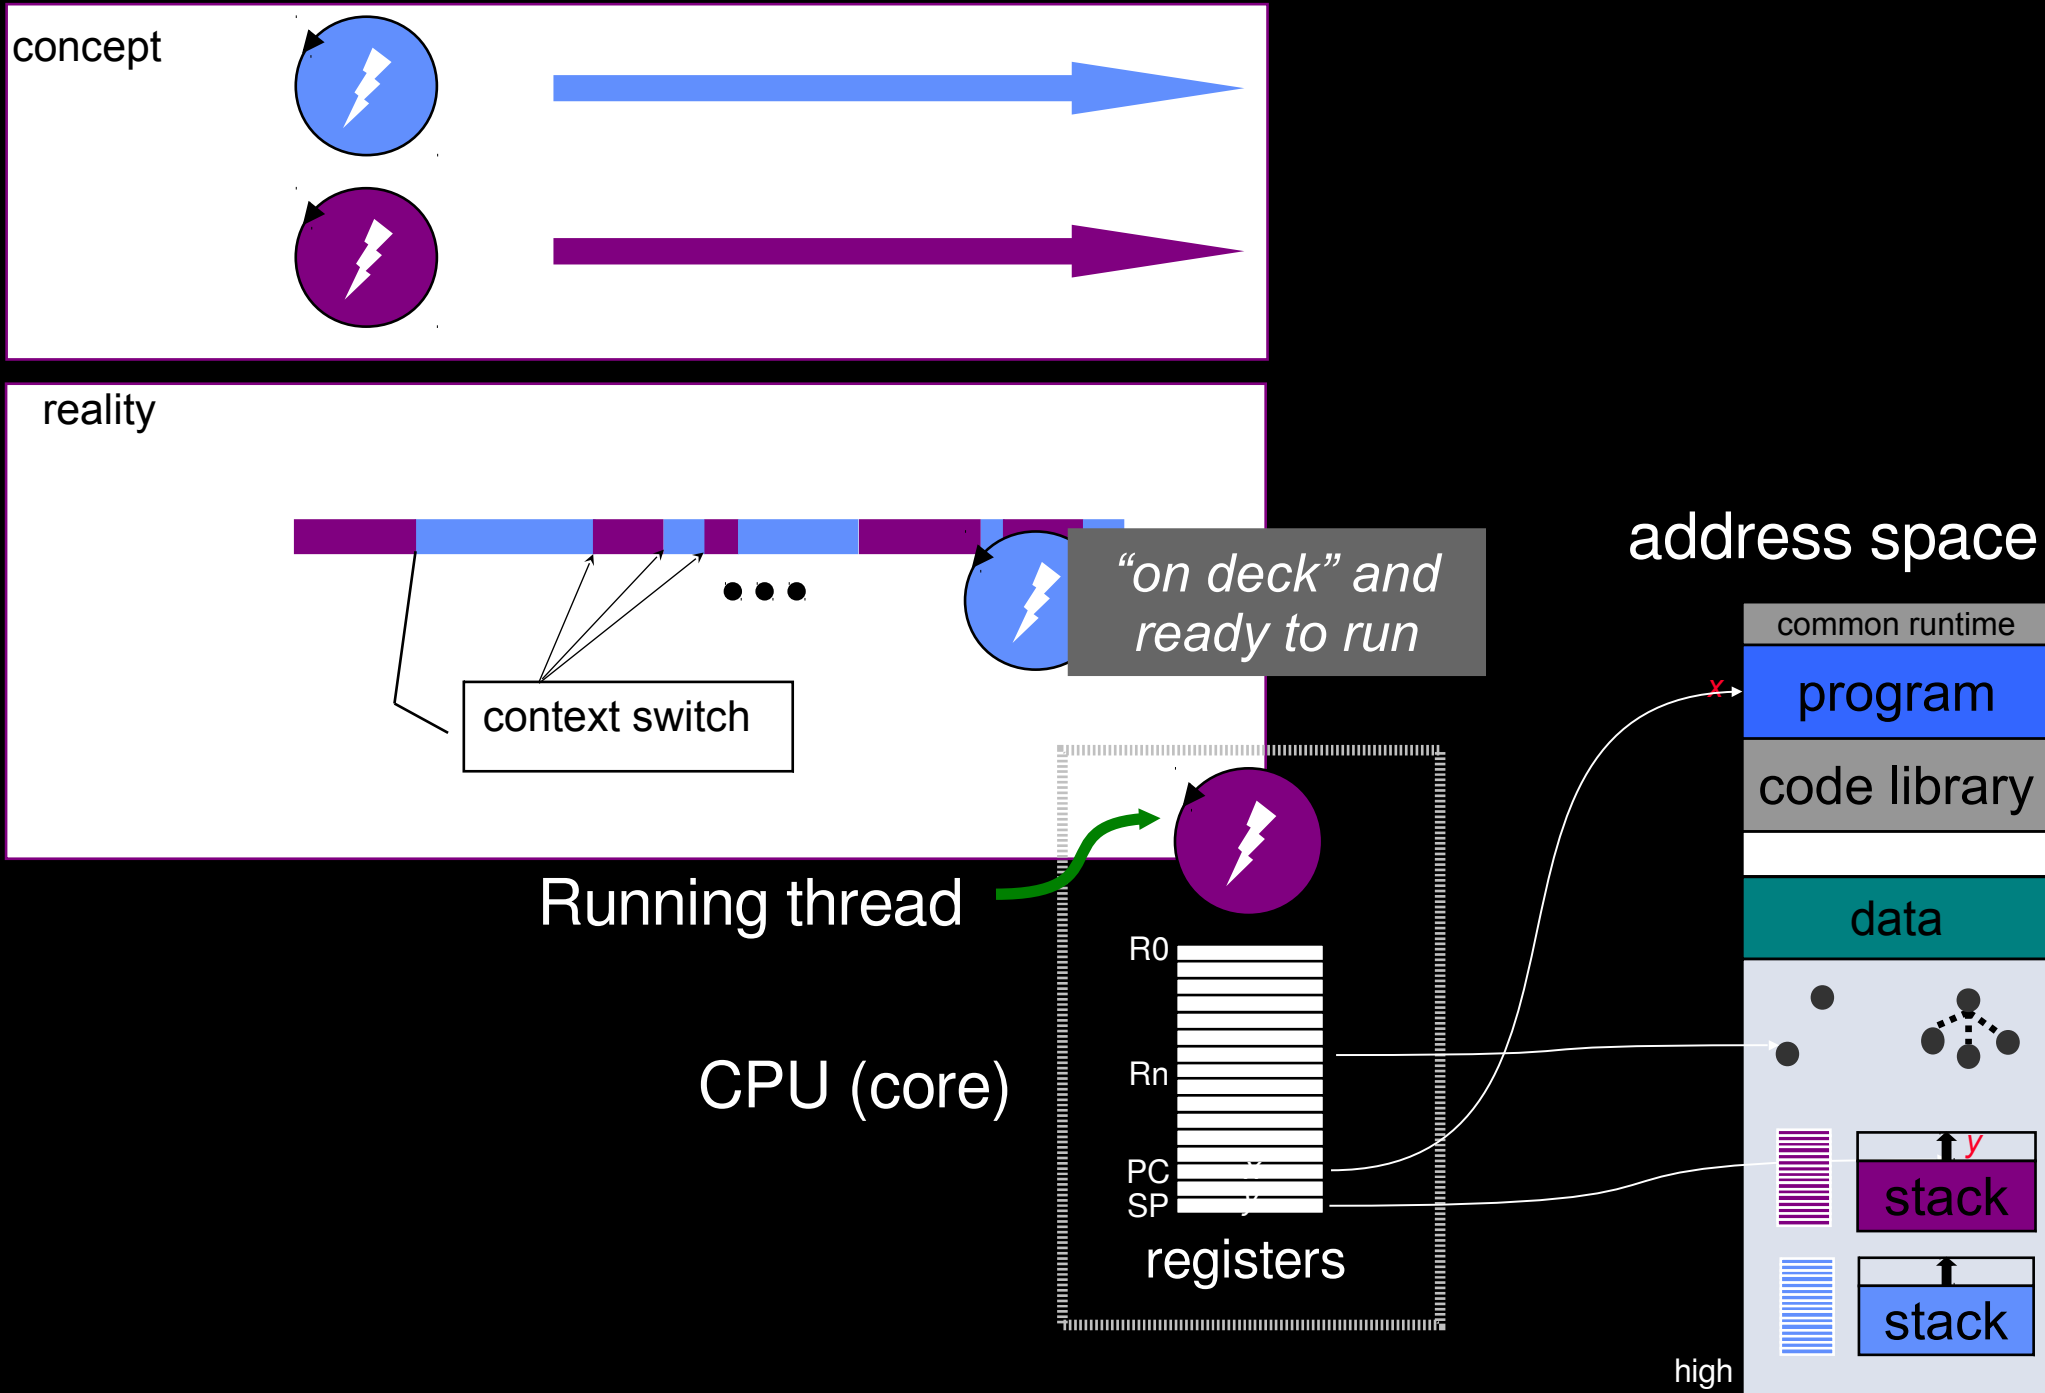 concept
reality
“on deck” and
ready to run
context switch
Running thread
CPU (core)
R0
Rn
PC
x
SP
y
registers
address space
common runtime
x
program
code library
data
y
stack
stack
high